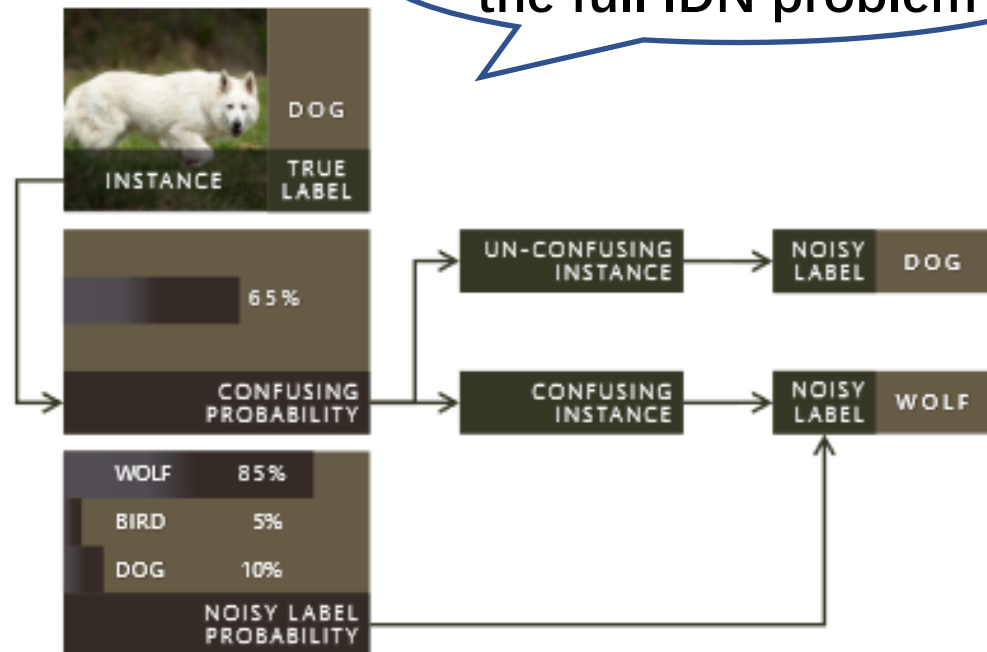 the full IDN problem
DOG
INSTANCE
TRUE
LABEL
65%
CONFUSING
PROBABILITY
UN-CONFUSING
INSTANCE
NOISY
LABEL
DOG
CONFUSING
INSTANCE
NOISY
LABEL
WOLF
WOLF 85%
BIRD 5%
DOG 10%
NOISY LABEL
PROBABILITY